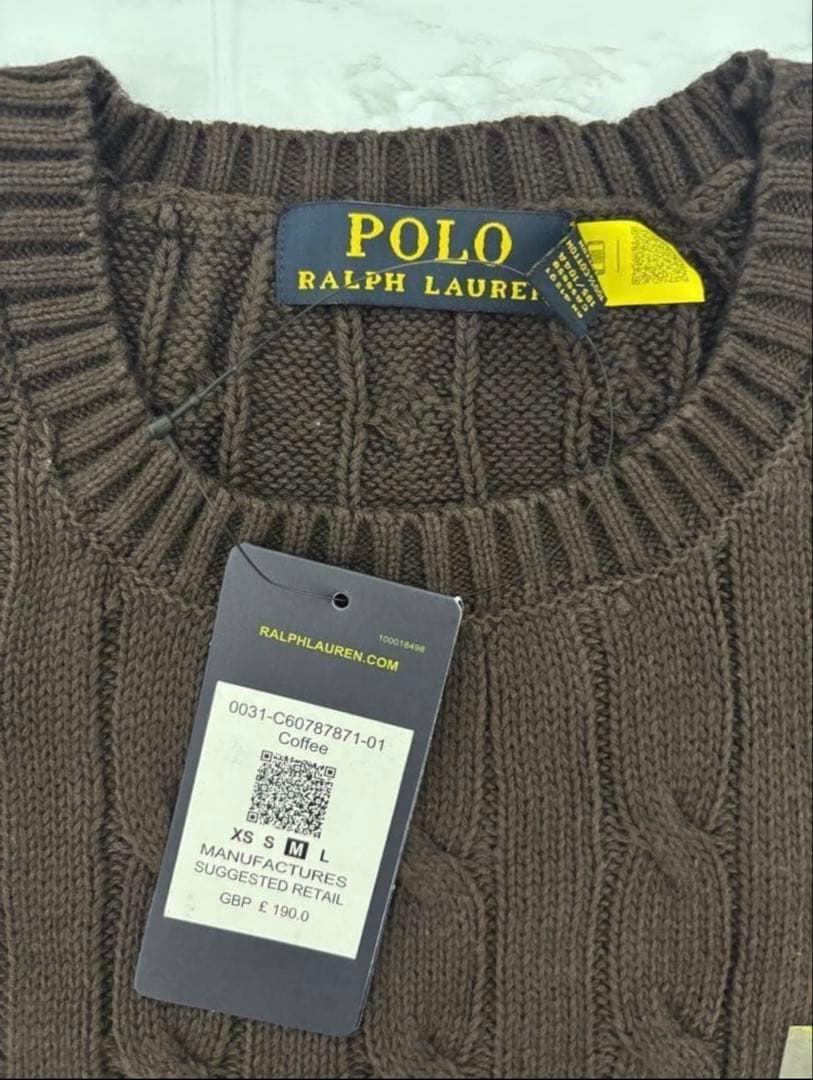 POLO
RALPH LAUREN
RALPHLAUREN.COM
100018498
0031-C60787871-01
Coffee
XS S M L
MANUFACTURES
SUGGESTED RETAIL
GBP £ 190.0